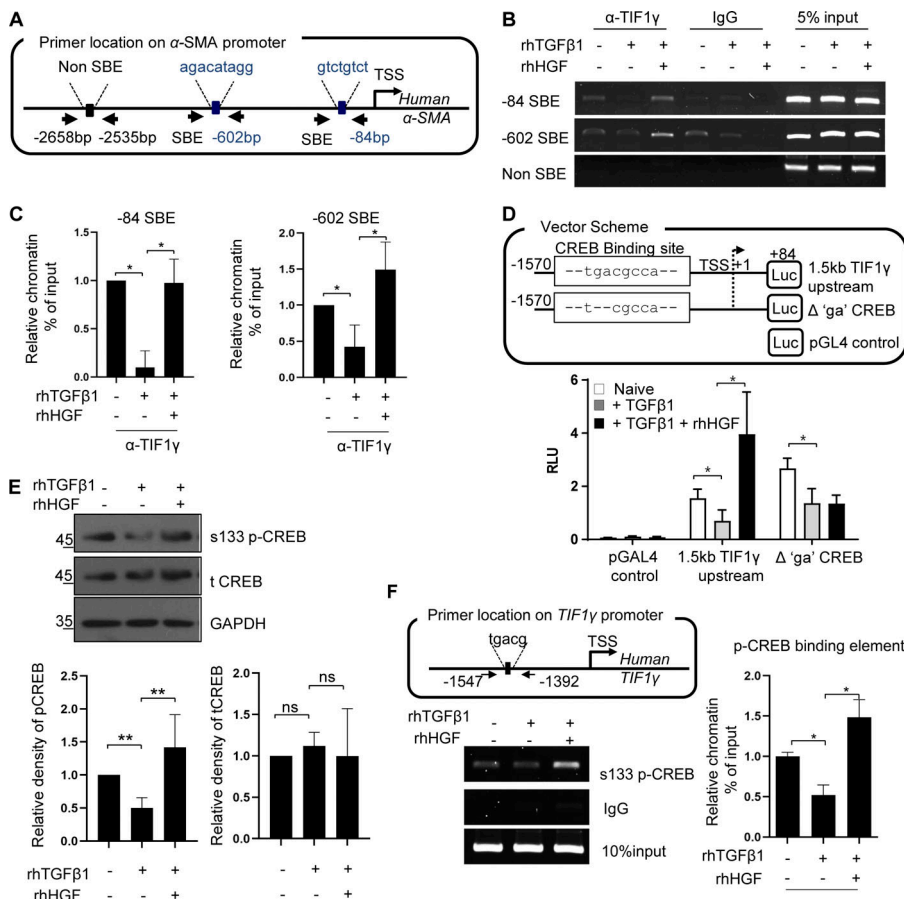 A
Primer location on α-SMA promoter
Non SBE
agacatagg
gtctgtct
TSS
Human
α-SMA
-2658bp
-2535bp
SBE
-602bp
SBE
-84bp
B
α-TIF1γ
IgG
5% input
rhTGFβ1 - + + - + + - + +
rhHGF - - + - - + - - +
-84 SBE
-602 SBE
Non SBE
C
-84 SBE
Relative chromatin
% of input
1.5
1.0
0.5
0.0
*
*
-602 SBE
Relative chromatin
% of input
2.0
1.5
1.0
0.5
0.0
*
*
rhTGFβ1 - + + - + +
rhHGF - - + - - +
α-TIF1γ
α-TIF1γ
D
Vector Scheme
CREB Binding site
-1570
--tgacgcca--
TSS
+1
+84
Luc
1.5kb TIF1γ
upstream
-1570
--t--cgcca--
Luc
Δ 'ga' CREB
Luc
pGL4 control
RLU
6
4
2
0
Naive
+ TGFβ1
+ TGFβ1 + rhHGF
*
*
*
pGAL4
control
1.5kb TIF1γ
upstream
Δ 'ga' CREB
E
rhTGFβ1 - + +
rhHGF - - +
45
s133 p-CREB
45
t CREB
35
GAPDH
Relative density of pCREB
2.0
1.5
1.0
0.5
0.0
**
**
Relative density of tCREB
2.0
1.5
1.0
0.5
0.0
ns
ns
rhTGFβ1 - + + - + +
rhHGF - - + - - +
F
Primer location on TIF1γ promoter
tgacg
TSS
Human
TIF1γ
-1547
-1392
rhTGFβ1 - + +
rhHGF - - +
s133 p-CREB
IgG
10%input
p-CREB binding element
Relative chromatin
% of input
2.0
1.5
1.0
0.5
0.0
*
*
rhTGFβ1 - + +
rhHGF - - +